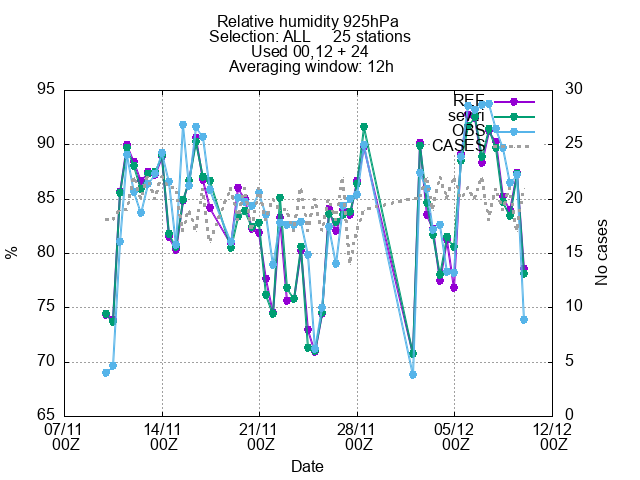 Relative humidity 925hPa
Selection: ALL 25 stations
Used 00,12 + 24
Averaging window: 12h
95 30
REF
90 25
seviri
OBS
CASES
85 20
80 15
% No cases
75 10
70 5
65 0
07/11 14/11 21/11 28/11 05/12 12/12
00Z 00Z 00Z 00Z 00Z 00Z
Date